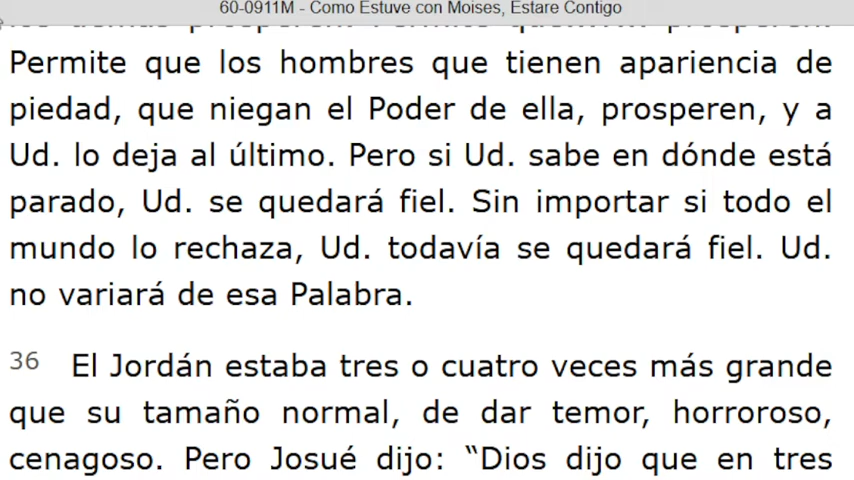 60-0911M - Como Estuve con Moises, Estare Contigo
Permite que los hombres que tienen apariencia de
piedad, que niegan el Poder de ella, prosperen, y a
Ud. lo deja al último. Pero si Ud. sabe en dónde está
parado, Ud. se quedará fiel. Sin importar si todo el
mundo lo rechaza, Ud. todavía se quedará fiel. Ud.
no variará de esa Palabra.
36 El Jordán estaba tres o cuatro veces más grande
que su tamaño normal, de dar temor, horroroso,
cenagoso. Pero Josué dijo: “Dios dijo que en tres